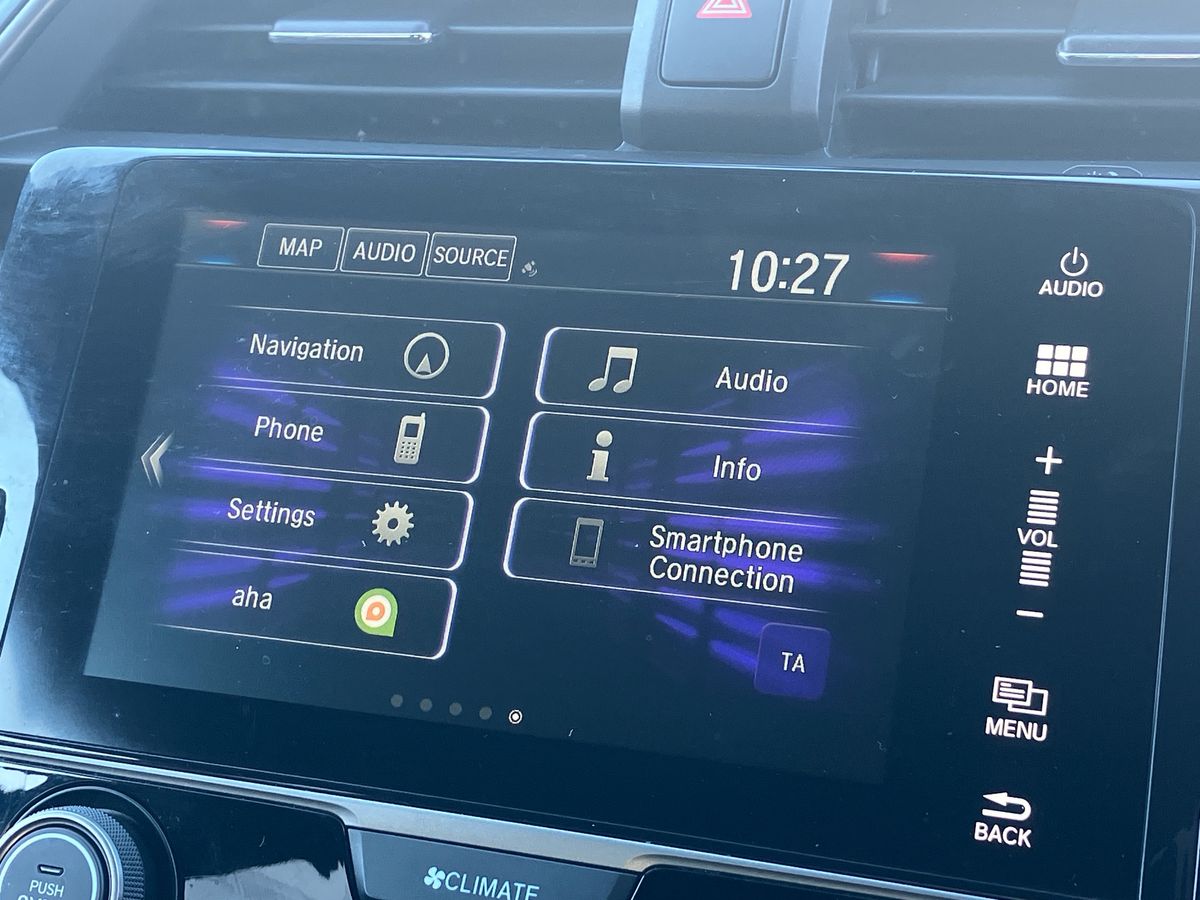 MAP AUDIO SOURCE 10:27
AUDIO
Navigation
Audio
HOME
Phone
Info
Settings
Smartphone
Connection
+
VOL
−
aha
TA
MENU
BACK
CLIMATE
PUSH